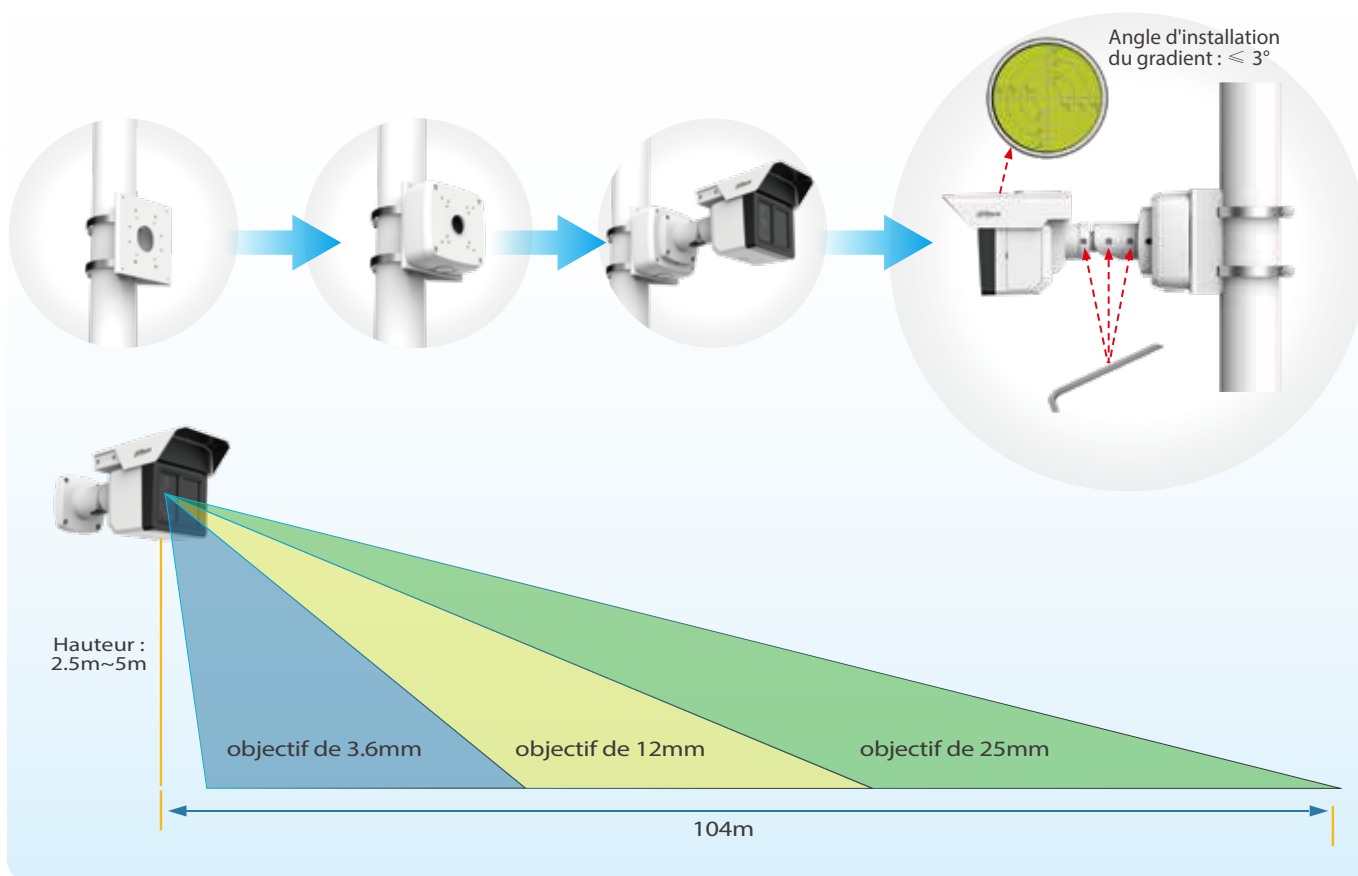 Angle d'installation
du gradient : ≤ 3°
Hauteur :
2.5m~5m
objectif de 3.6mm
objectif de 12mm
objectif de 25mm
104m